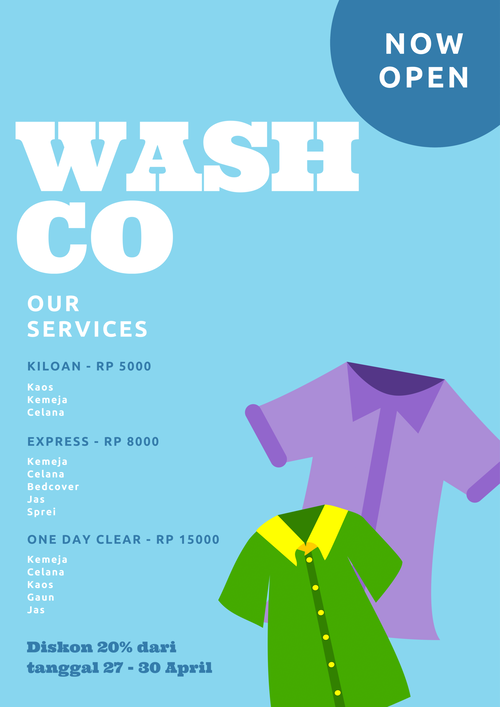 NOW
OPEN
WASH
CO
OUR
SERVICES
KILOAN - RP 5000
Kaos
Kemeja
Celana
EXPRESS - RP 8000
Kemeja
Celana
Bedcover
Jas
Sprei
ONE DAY CLEAR - RP 15000
Kemeja
Celana
Kaos
Gaun
Jas
Diskon 20% dari
tanggal 27 - 30 April